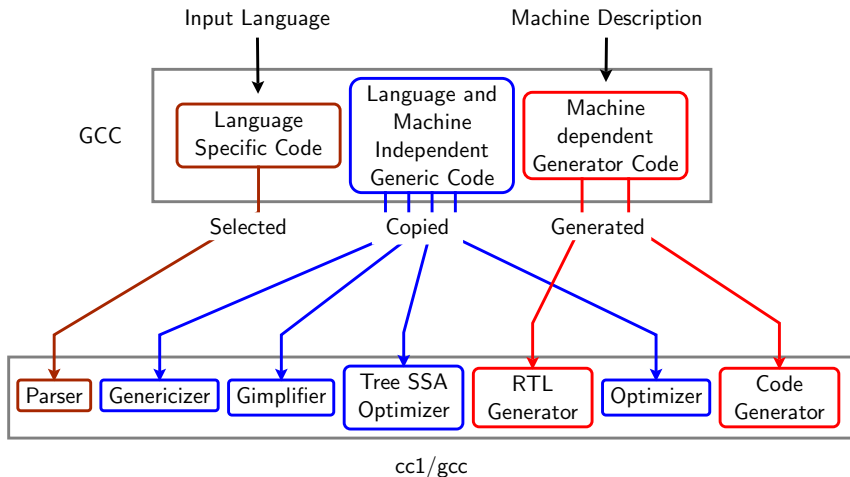 Input Language
Machine Description
GCC
Language
Specific Code
Language and
Machine
Independent
Generic Code
Machine
dependent
Generator Code
Selected
Copied
Generated
Parser
Genericizer
Gimplifier
Tree SSA
Optimizer
RTL
Generator
Optimizer
Code
Generator
cc1/gcc